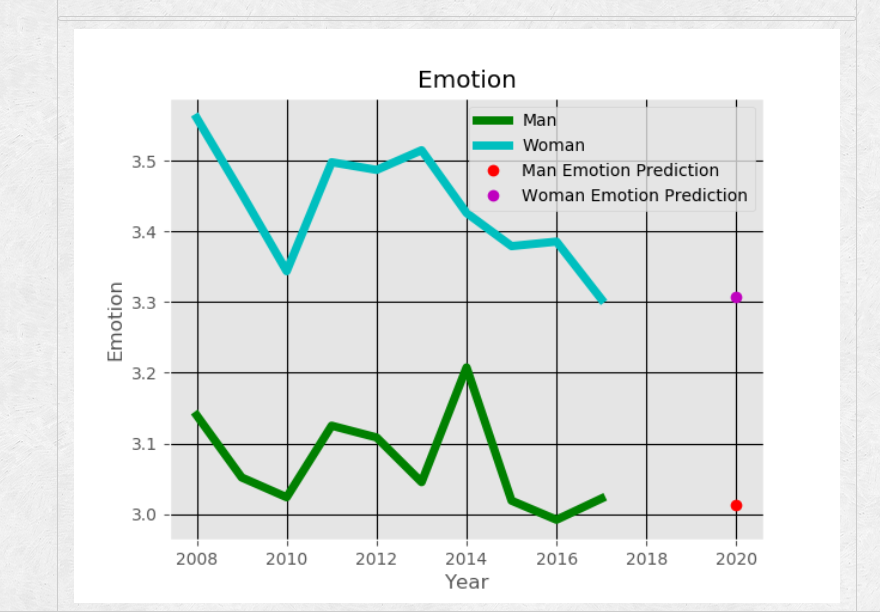 Emotion
Man
Woman
Man Emotion Prediction
Woman Emotion Prediction
3.5
3.4
3.3
3.2
3.1
3.0
Emotion
2008 2010 2012 2014 2016 2018 2020
Year